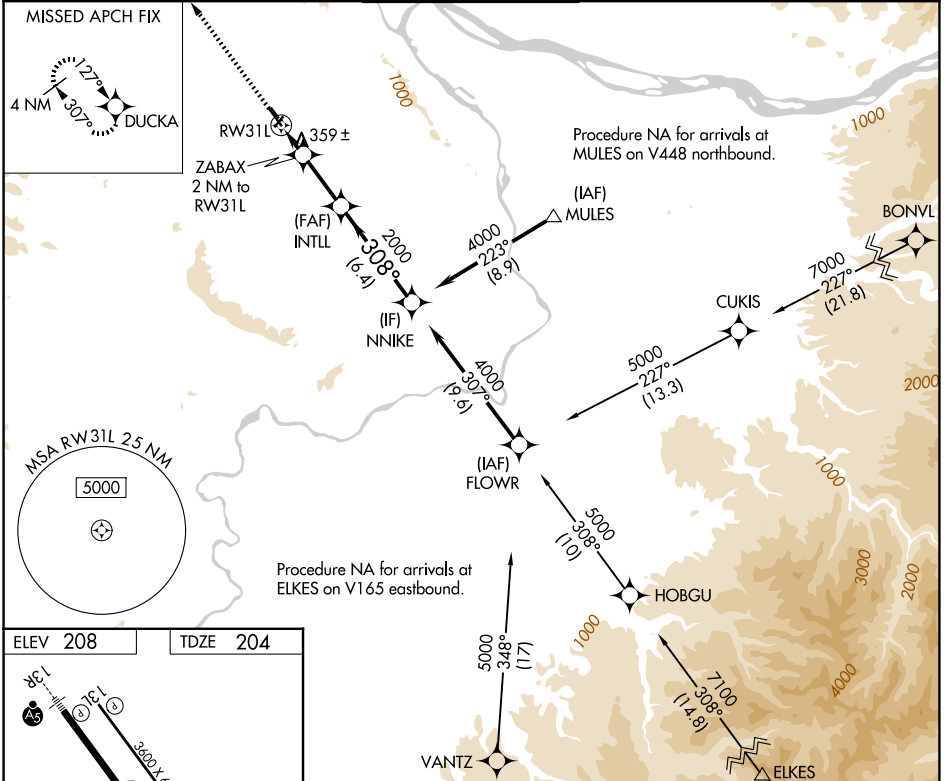 MISSED APCH FIX
127°
4 NM
307°
DUCKA
1000
RW31L
359 ±
ZABAX
2 NM to
RW31L
(FAF)
INTLL
2000
308°
(6.4)
(IF)
NNIKE
Procedure NA for arrivals at
MULES on V448 northbound.
(IAF)
MULES
4000
223°
(8.9)
1000
BONVL
7000
227°
(21.8)
CUKIS
5000
227°
(13.3)
2000
4000
307°
(9.6)
(IAF)
FLOWR
MSA RW31L 25 NM
5000
1000
5000
308°
(10)
3000
2000
Procedure NA for arrivals at
ELKES on V165 eastbound.
HOBGU
1000
5000
348°
(17)
4000
7100
308°
(14.8)
VANTZ
ELKES
ELEV 208
TDZE 204
13R
13L
P
P
A5
3600 X